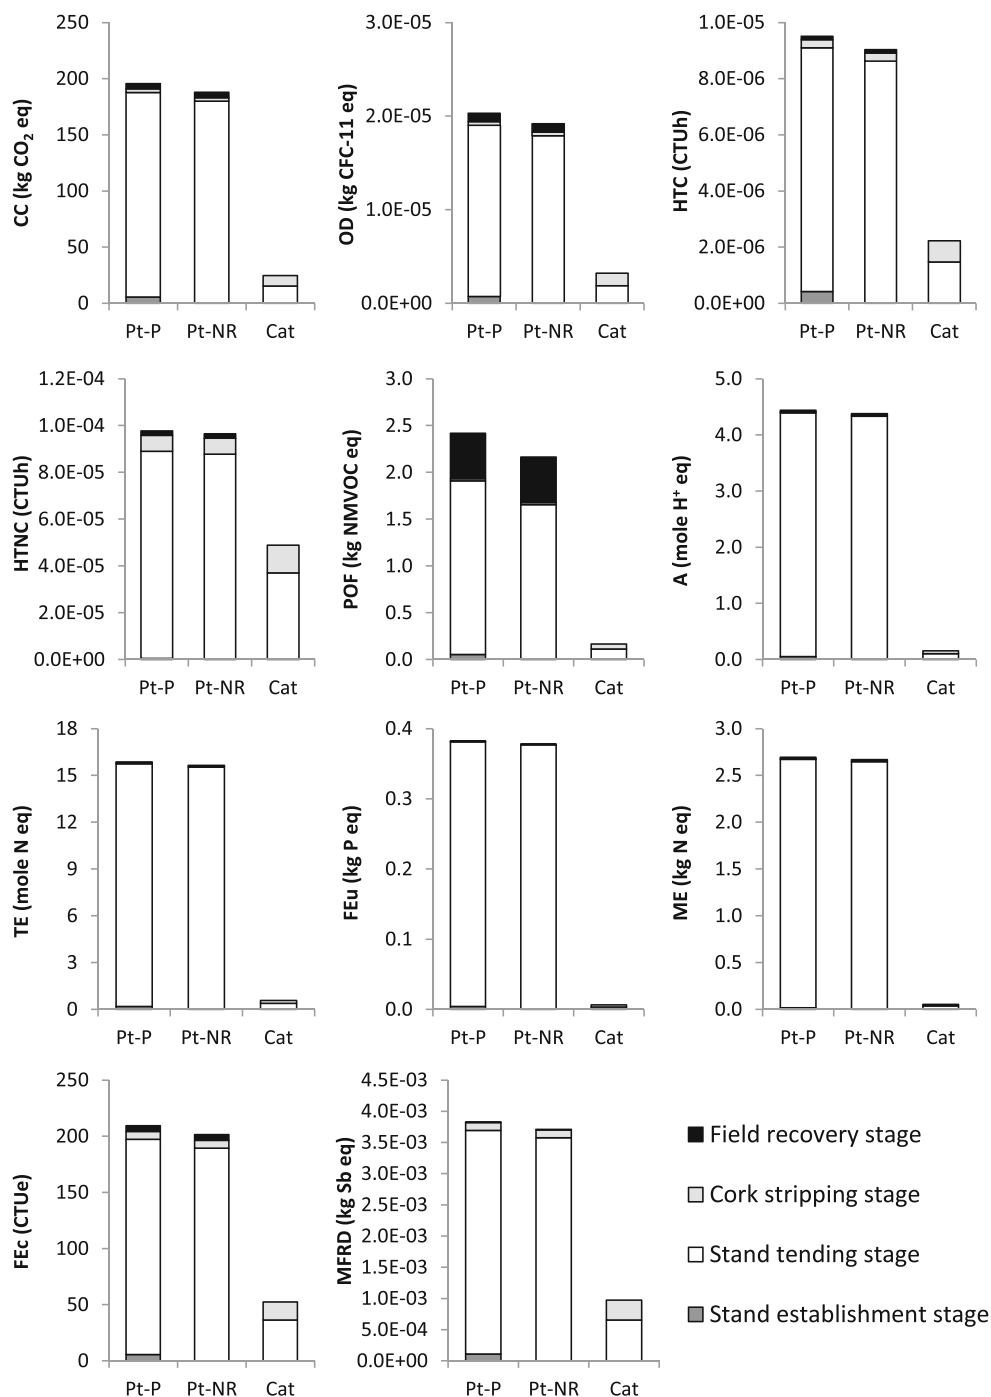 CC (kg CO₂ eq)
250
200
150
100
50
0
Pt-P Pt-NR Cat
OD (kg CFC-11 eq)
3.0E-05
2.0E-05
1.0E-05
0.0E+00
Pt-P Pt-NR Cat
HTC (CTUh)
1.0E-05
8.0E-06
6.0E-06
4.0E-06
2.0E-06
0.0E+00
Pt-P Pt-NR Cat
HTNC (CTUh)
1.2E-04
1.0E-04
8.0E-05
6.0E-05
4.0E-05
2.0E-05
0.0E+00
Pt-P Pt-NR Cat
POF (kg NMVOC eq)
3.0
2.5
2.0
1.5
1.0
0.5
0.0
Pt-P Pt-NR Cat
A (mole H⁺ eq)
5.0
4.0
3.0
2.0
1.0
0.0
Pt-P Pt-NR Cat
TE (mole N eq)
18
15
12
9
6
3
0
Pt-P Pt-NR Cat
FEu (kg P eq)
0.4
0.3
0.2
0.1
0.0
Pt-P Pt-NR Cat
ME (kg N eq)
3.0
2.5
2.0
1.5
1.0
0.5
0.0
Pt-P Pt-NR Cat
FEc (CTUe)
250
200
150
100
50
0
Pt-P Pt-NR Cat
MFRD (kg Sb eq)
4.5E-03
4.0E-03
3.5E-03
3.0E-03
2.5E-03
2.0E-03
1.5E-03
1.0E-03
5.0E-04
0.0E+00
Pt-P Pt-NR Cat
Field recovery stage
Cork stripping stage
Stand tending stage
Stand establishment stage